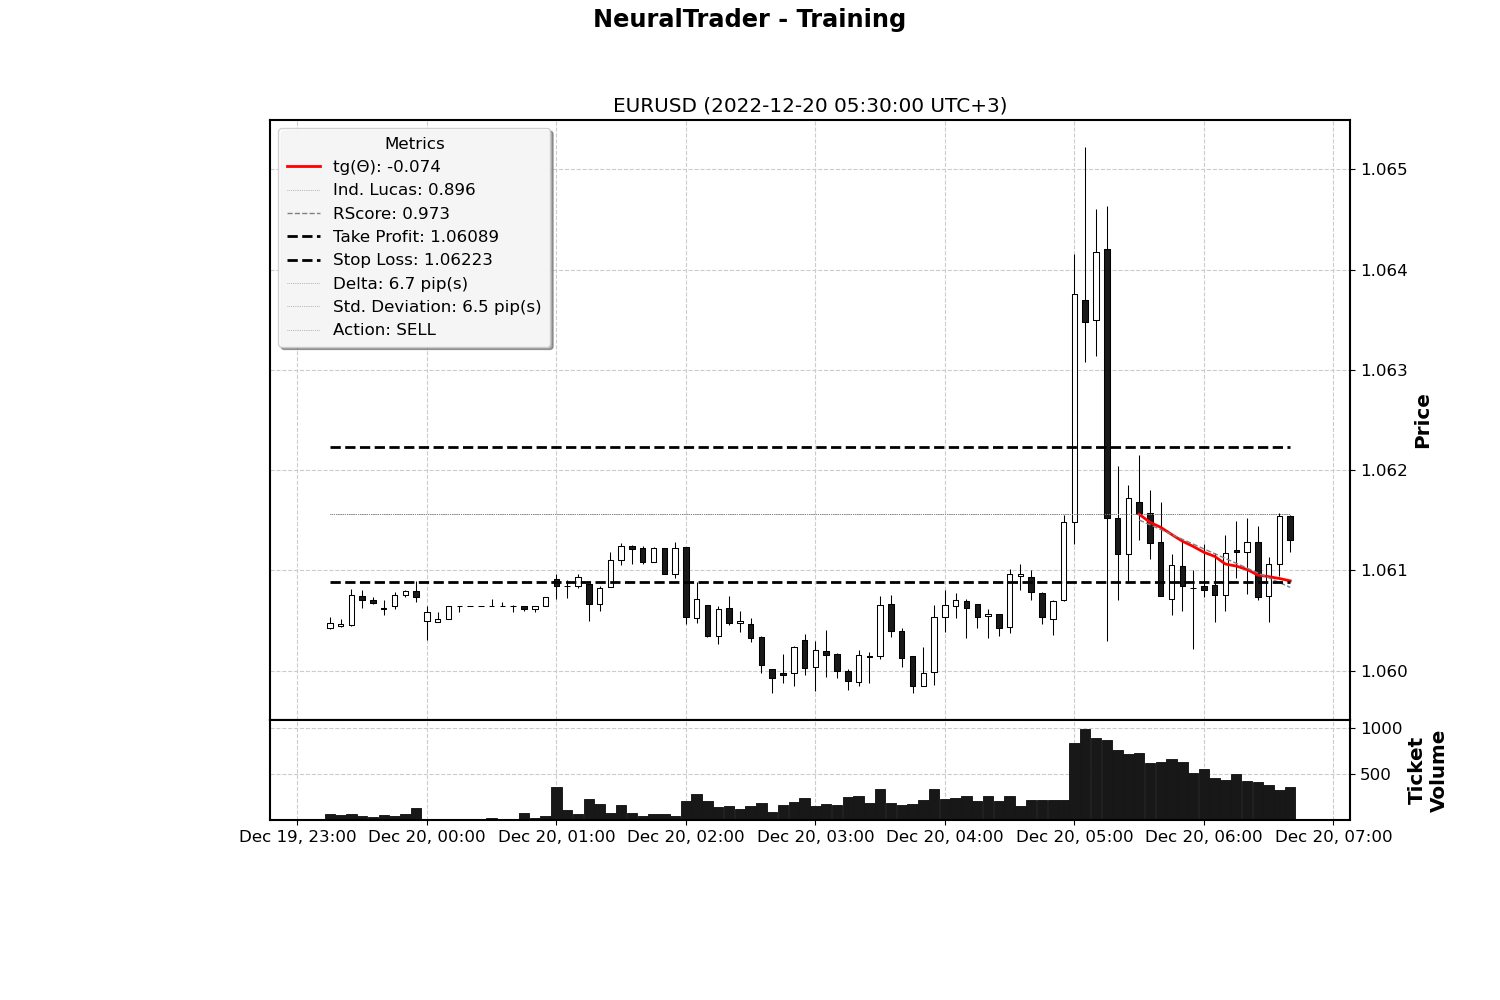 NeuralTrader - Training
EURUSD (2022-12-20 05:30:00 UTC+3)
Metrics
tg(Θ): -0.074
Ind. Lucas: 0.896
RScore: 0.973
Take Profit: 1.06089
Stop Loss: 1.06223
Delta: 6.7 pip(s)
Std. Deviation: 6.5 pip(s)
Action: SELL
1.065
1.064
1.063
1.062
1.061
1.060
Price
1000
500
Ticket
Volume
Dec 19, 23:00 Dec 20, 00:00 Dec 20, 01:00 Dec 20, 02:00 Dec 20, 03:00 Dec 20, 04:00 Dec 20, 05:00 Dec 20, 06:00 Dec 20, 07:00